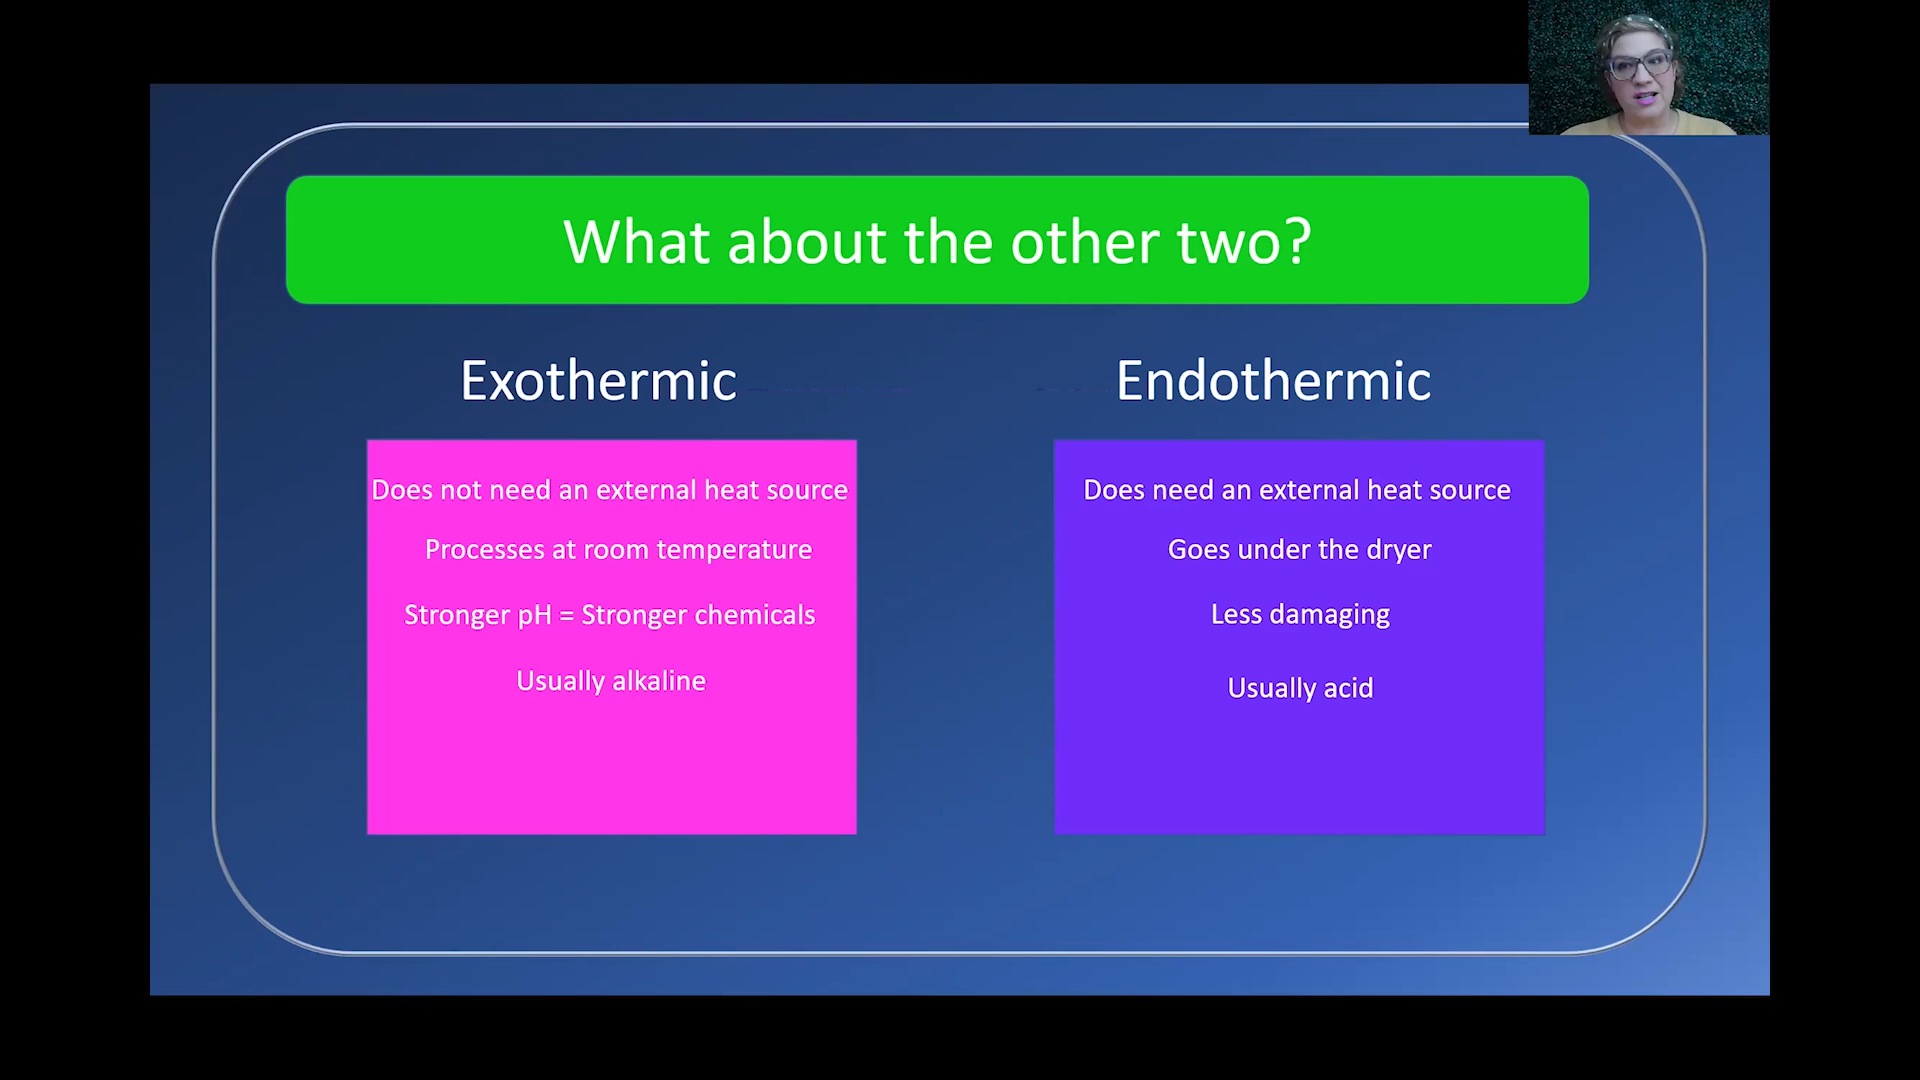 What about the other two?
Exothermic
Does not need an external heat source
Processes at room temperature
Stronger pH = Stronger chemicals
Usually alkaline
Endothermic
Does need an external heat source
Goes under the dryer
Less damaging
Usually acid